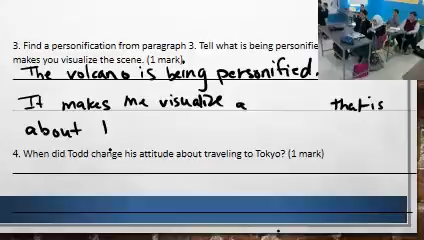 3. Find a personification from paragraph 3. Tell what is being personifie
makes you visualize the scene. (1 mark)
The volcano is being personified.
It makes me visualize a that is
about
4. When did Todd change his attitude about traveling to Tokyo? (1 mark)